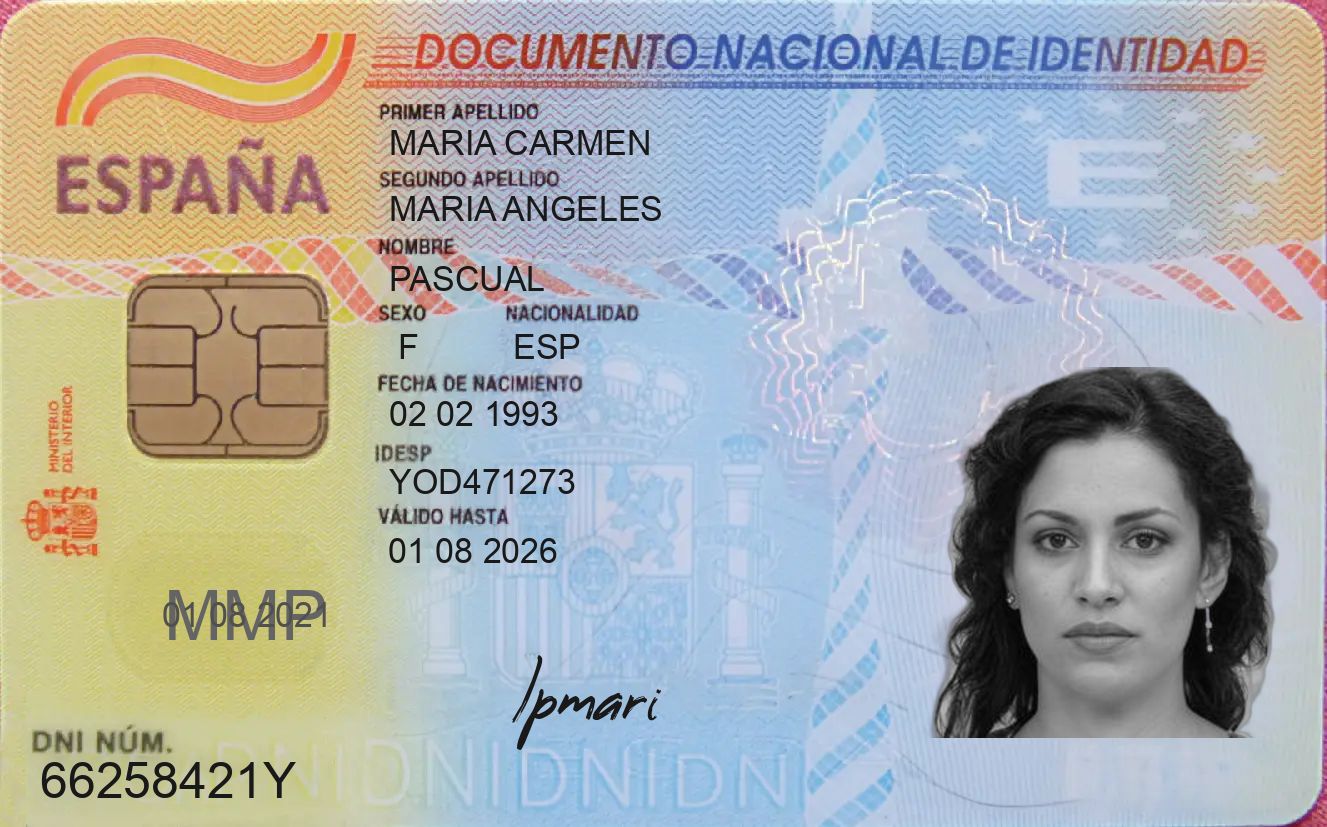 DOCUMENTO NACIONAL DE IDENTIDAD
ESPAÑA
PRIMER APELLIDO
MARIA CARMEN
SEGUNDO APELLIDO
MARIA ANGELES
NOMBRE
PASCUAL
SEXO NACIONALIDAD
F ESP
FECHA DE NACIMIENTO
02 02 1993
IDESP
YOD471273
VÁLIDO HASTA
01 08 2026
MINISTERIO
DEL INTERIOR
E
MMP
01 08 2021
Ipmari
DNI NÚM.
66258421Y
DNIDNIDNIDNI